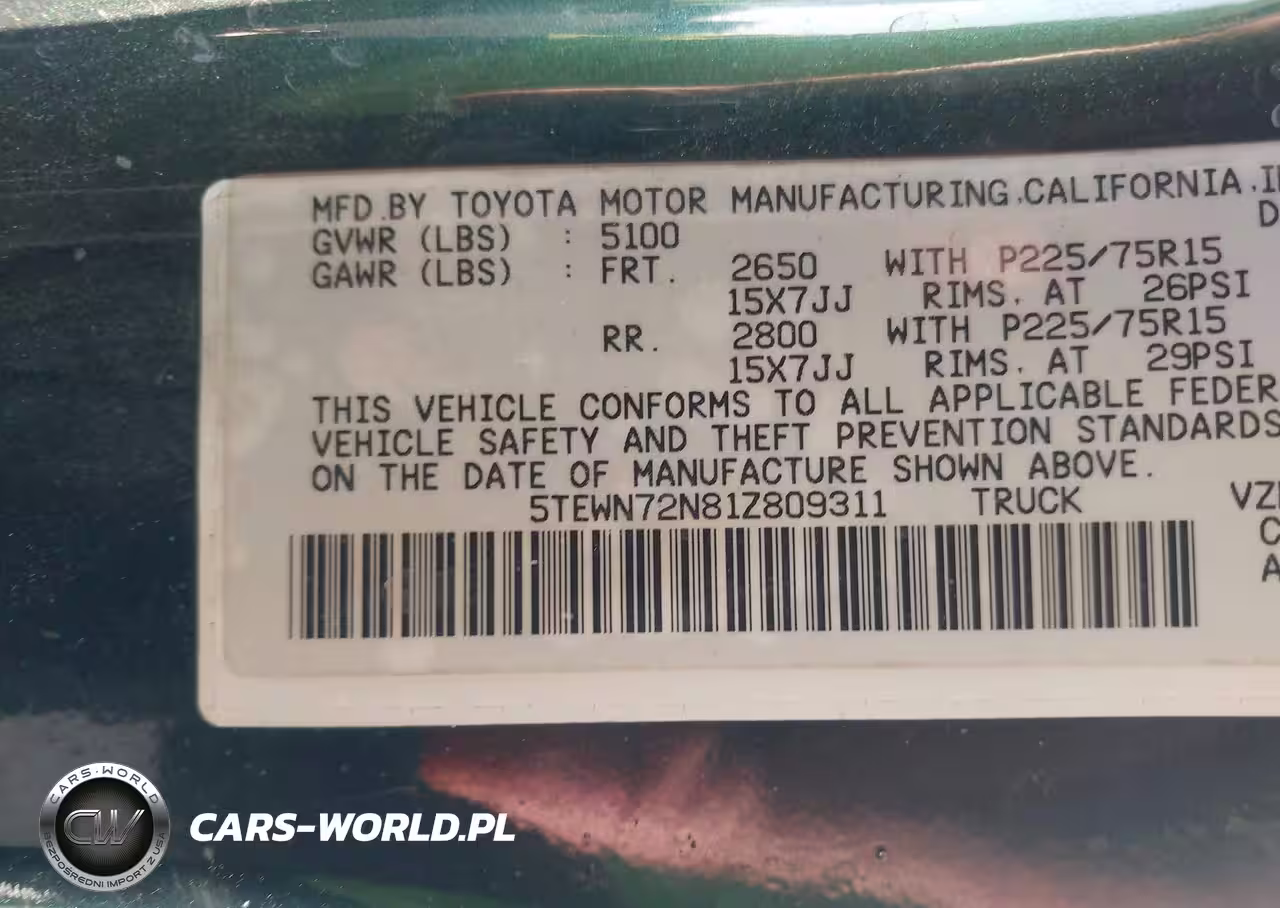 MFD.BY TOYOTA MOTOR MANUFACTURING.CALIFORNIA.I
D
GVWR (LBS) : 5100
GAWR (LBS) : FRT. 2650 WITH P225/75R15
15X7JJ RIMS. AT 26PSI
RR. 2800 WITH P225/75R15
15X7JJ RIMS. AT 29PSI
THIS VEHICLE CONFORMS TO ALL APPLICABLE FEDER
VEHICLE SAFETY AND THEFT PREVENTION STANDARDS
ON THE DATE OF MANUFACTURE SHOWN ABOVE.
5TEWN72N81Z809311 TRUCK VZ
C
A
CARS-WORLD
CW
BEZPOŚREDNI IMPORT Z USA
CARS-WORLD.PL